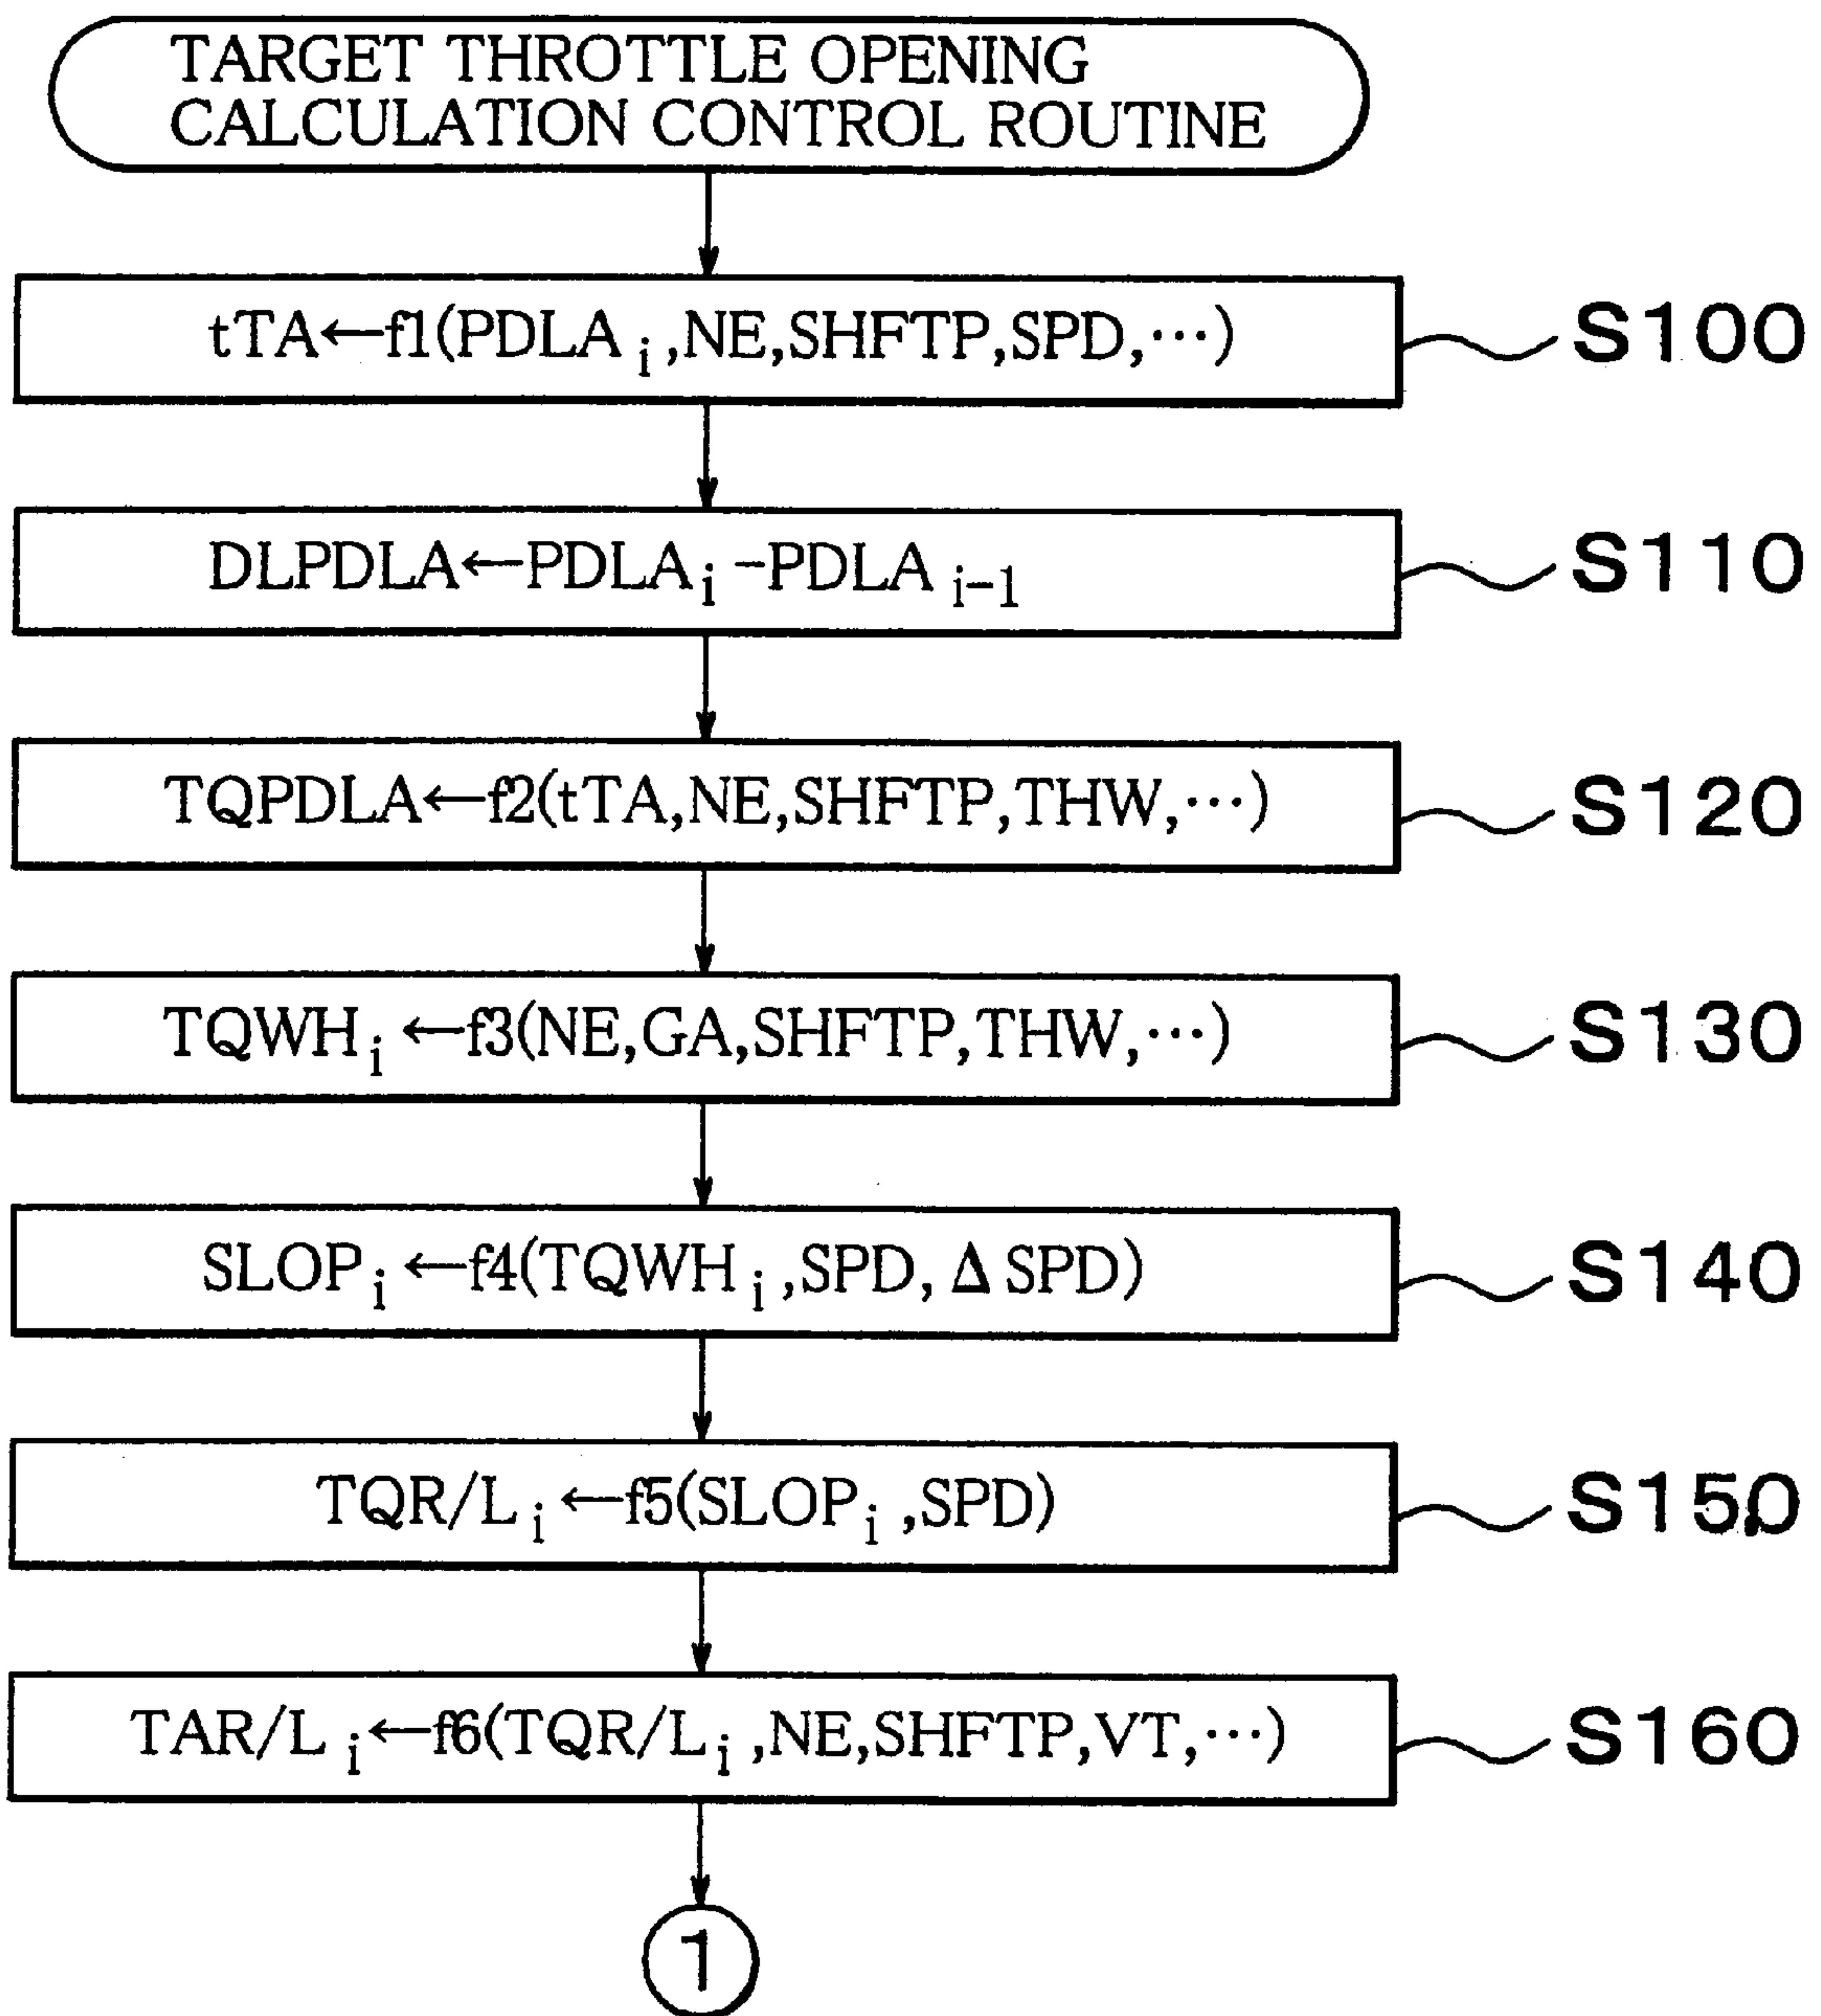 TARGET THROTTLE OPENING
CALCULATION CONTROL ROUTINE
tTA←f1(PDLA i ,NE,SHFTP,SPD,⋯)
S100
DLPDLA←PDLA i -PDLA i-1
S110
TQPDLA←f2(tTA,NE,SHFTP,THW,⋯)
S120
TQWH i ←f3(NE,GA,SHFTP,THW,⋯)
S130
SLOP i ←f4(TQWH i ,SPD,Δ SPD)
S140
TQR/L i ←f5(SLOP i ,SPD)
S150
TAR/L i ←f6(TQR/L i ,NE,SHFTP,VT,⋯)
S160
1